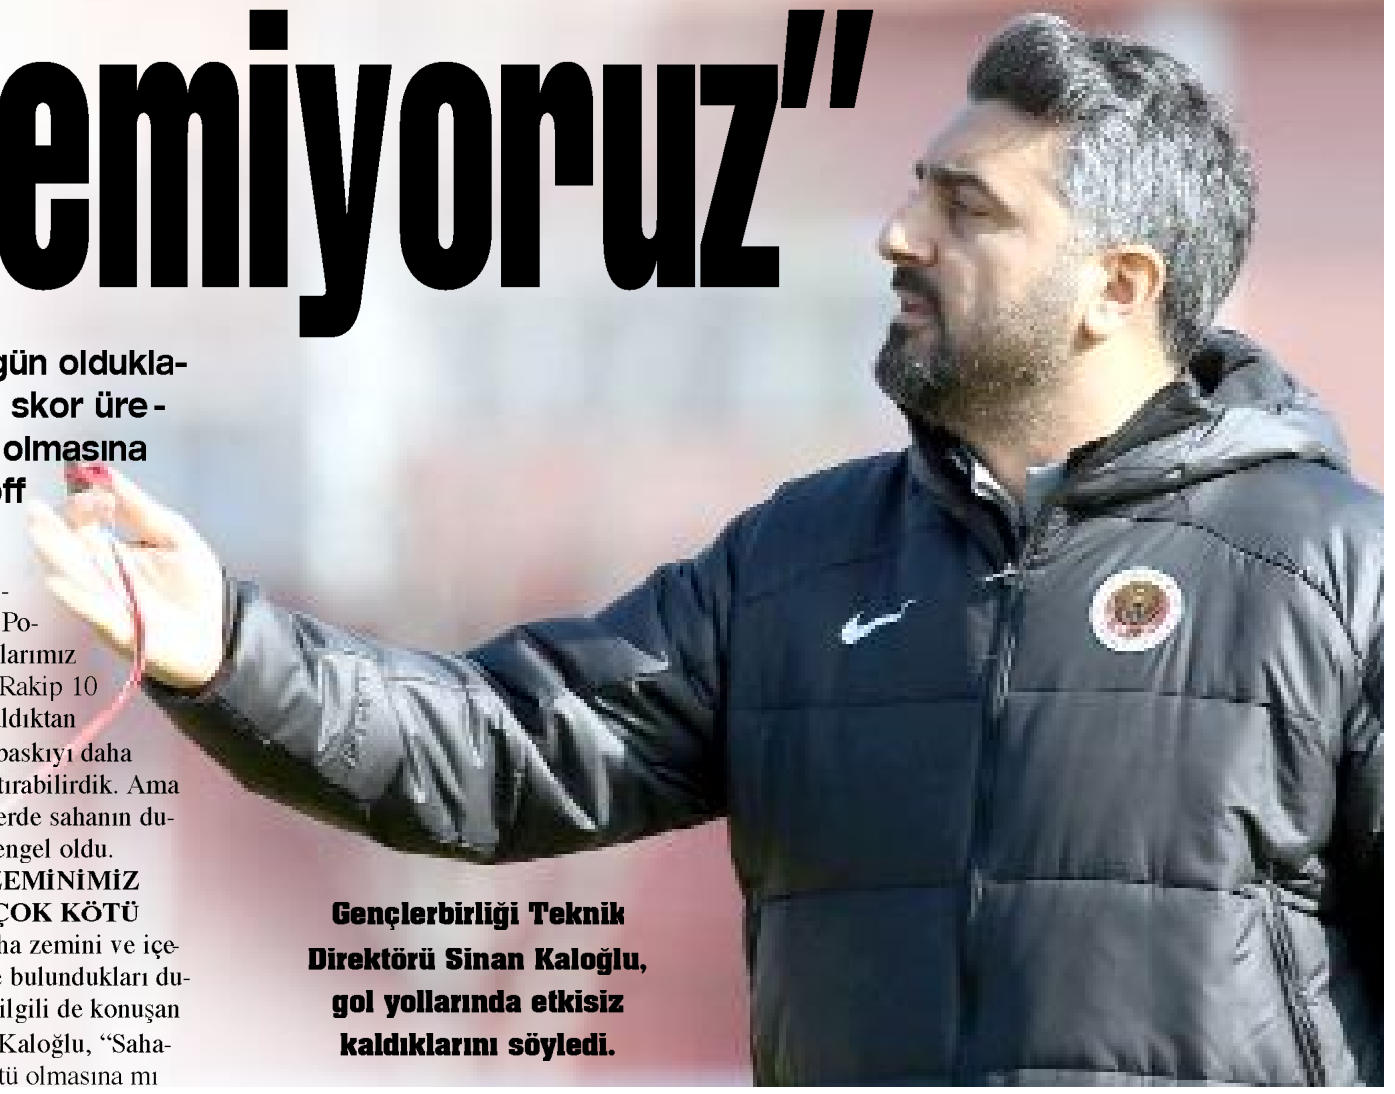 emiyoruz”
gün oldukla-
skor üre-
olmasına
off
-
Po-
larımız
Rakip 10
aldıktan
baskıyı daha
tırabilirdik. Ama
erde sahanın du-
engel oldu.
ZEMİNİMİZ
ÇOK KÖTÜ
ha zemini ve içe-
e bulundukları du-
ilgili de konuşan
Kaloğlu, “Saha-
tü olmasına mı
Gençlerbirliği Teknik
Direktörü Sinan Kaloğlu,
gol yollarında etkisiz
kaldıklarını söyledi.